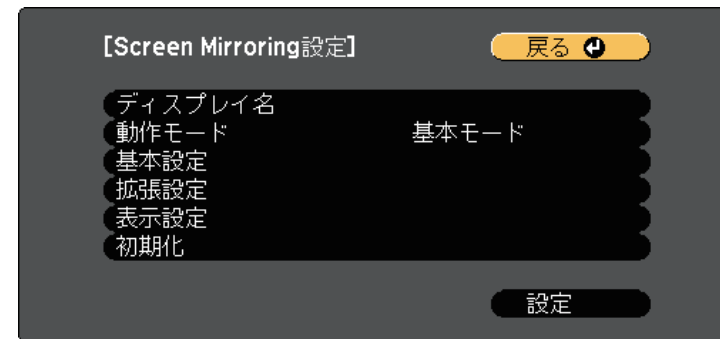 [Screen Mirroring設定]
戻る
ディスプレイ名
動作モード 基本モード
基本設定
拡張設定
表示設定
初期化
設定